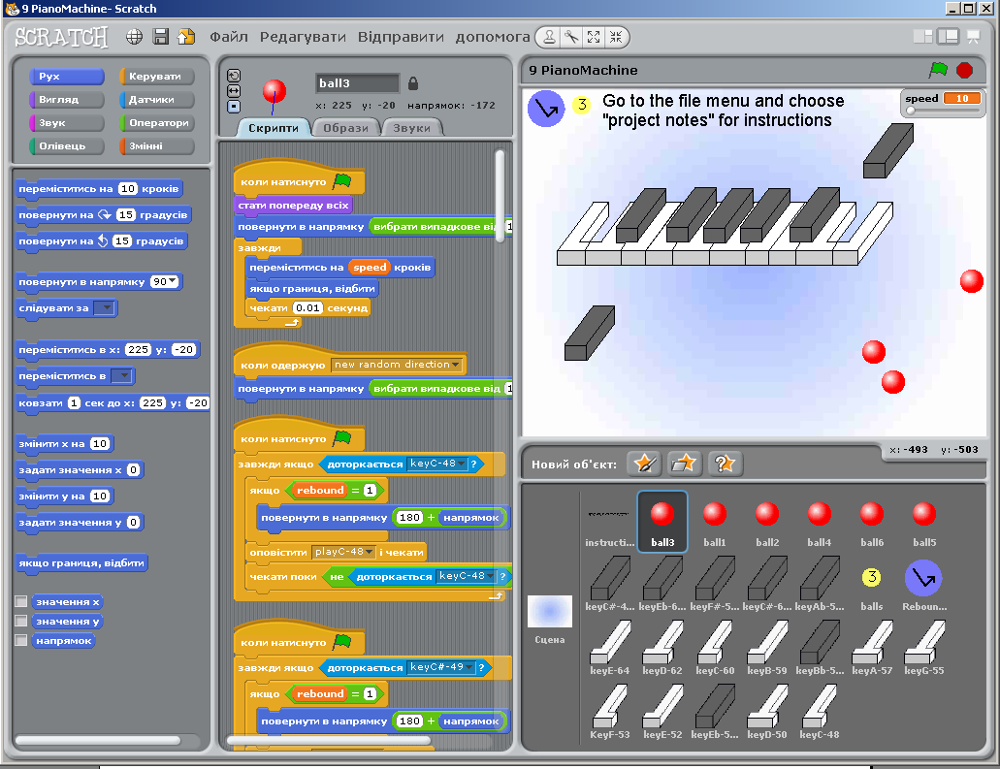 9 PianoMachine- Scratch
SCRATCH
Файл Редагувати Відправити допомога
Рух
Керувати
Вигляд
Датчики
Звук
Оператори
Олівець
Змінні
переміститись на 10 кроків
повернути на 15 градусів
повернути на 15 градусів
повернути в напрямку 90
слідувати за
переміститись в x: 225 y: -20
переміститись в
ковзати 1 сек до x: 225 y: -20
змінити x на 10
задати значення x 0
змінити y на 10
задати значення y 0
якщо границя, відбити
значення x
значення y
напрямок
ball3
x: 225 y: -20 напрямок: -172
Скрипти
Образи
Звуки
коли натиснуто
стати попереду всіх
повернути в напрямку вибрати випадкове від 1
завжди
переміститись на speed кроків
якщо границя, відбити
чекати 0.01 секунд
коли одержую new random direction
повернути в напрямку вибрати випадкове від 1
коли натиснуто
завжди якщо доторкається keyC-48 ?
якщо rebound = 1
повернути в напрямку 180 + напрямок
оповістити playC-48 і чекати
чекати поки не доторкається keyC-48 ?
коли натиснуто
завжди якщо доторкається keyC#-49 ?
якщо rebound = 1
повернути в напрямку 180 + напрямок
9 PianoMachine
3
Go to the file menu and choose
"project notes" for instructions
speed 10
x: -493 y: -503
Новий об'єкт:
Сцена
instructi...
ball3
ball1
ball2
ball4
ball6
ball5
keyC#-4...
keyEb-6...
keyF#-5...
keyC#-6...
keyAb-5...
3
balls
Reboun...
keyE-64
keyD-62
keyC-60
keyB-59
keyBb-5...
keyA-57
keyG-55
KeyF-53
keyE-52
keyEb-5...
keyD-50
keyC-48